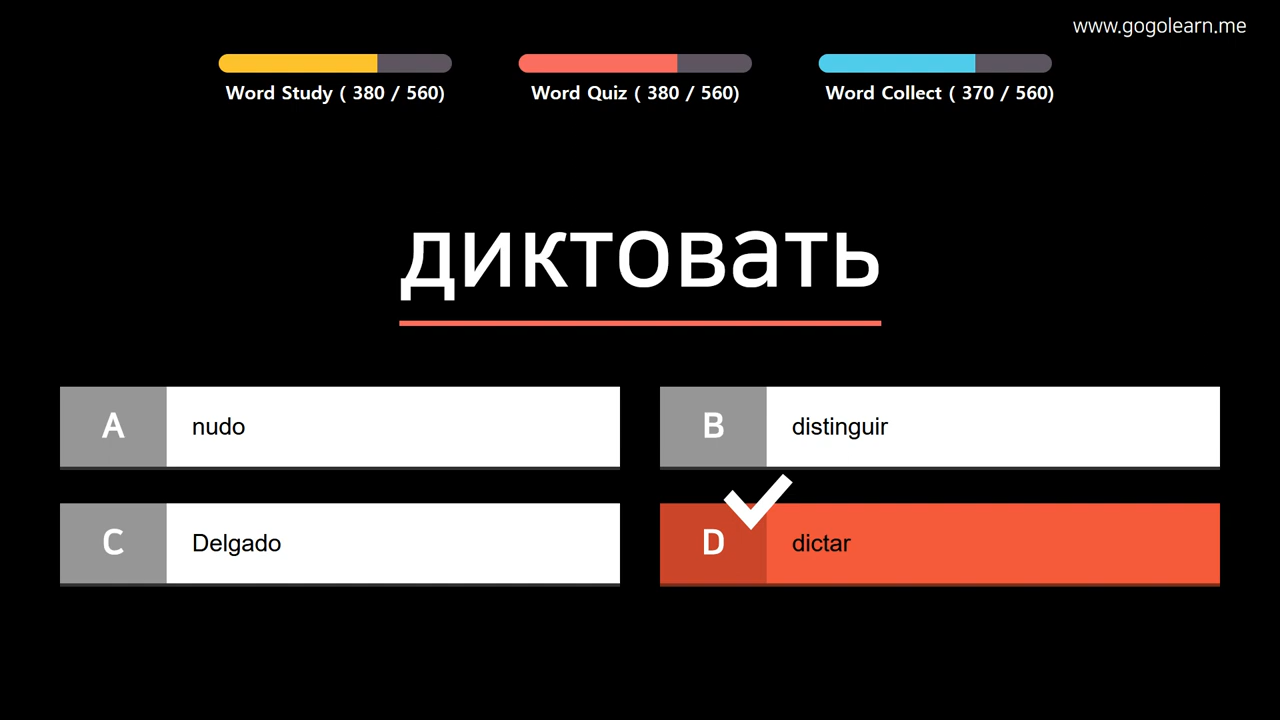 www.gogolearn.me
Word Study ( 380 / 560)
Word Quiz ( 380 / 560)
Word Collect ( 370 / 560)
диктовать
A nudo
B distinguir
C Delgado
D dictar